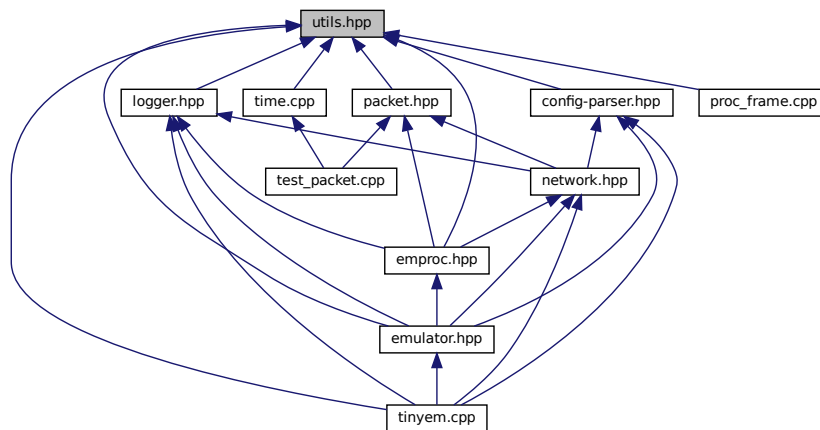 utils.hpp
logger.hpp
time.cpp
packet.hpp
config-parser.hpp
proc_frame.cpp
test_packet.cpp
network.hpp
emproc.hpp
emulator.hpp
tinyem.cpp